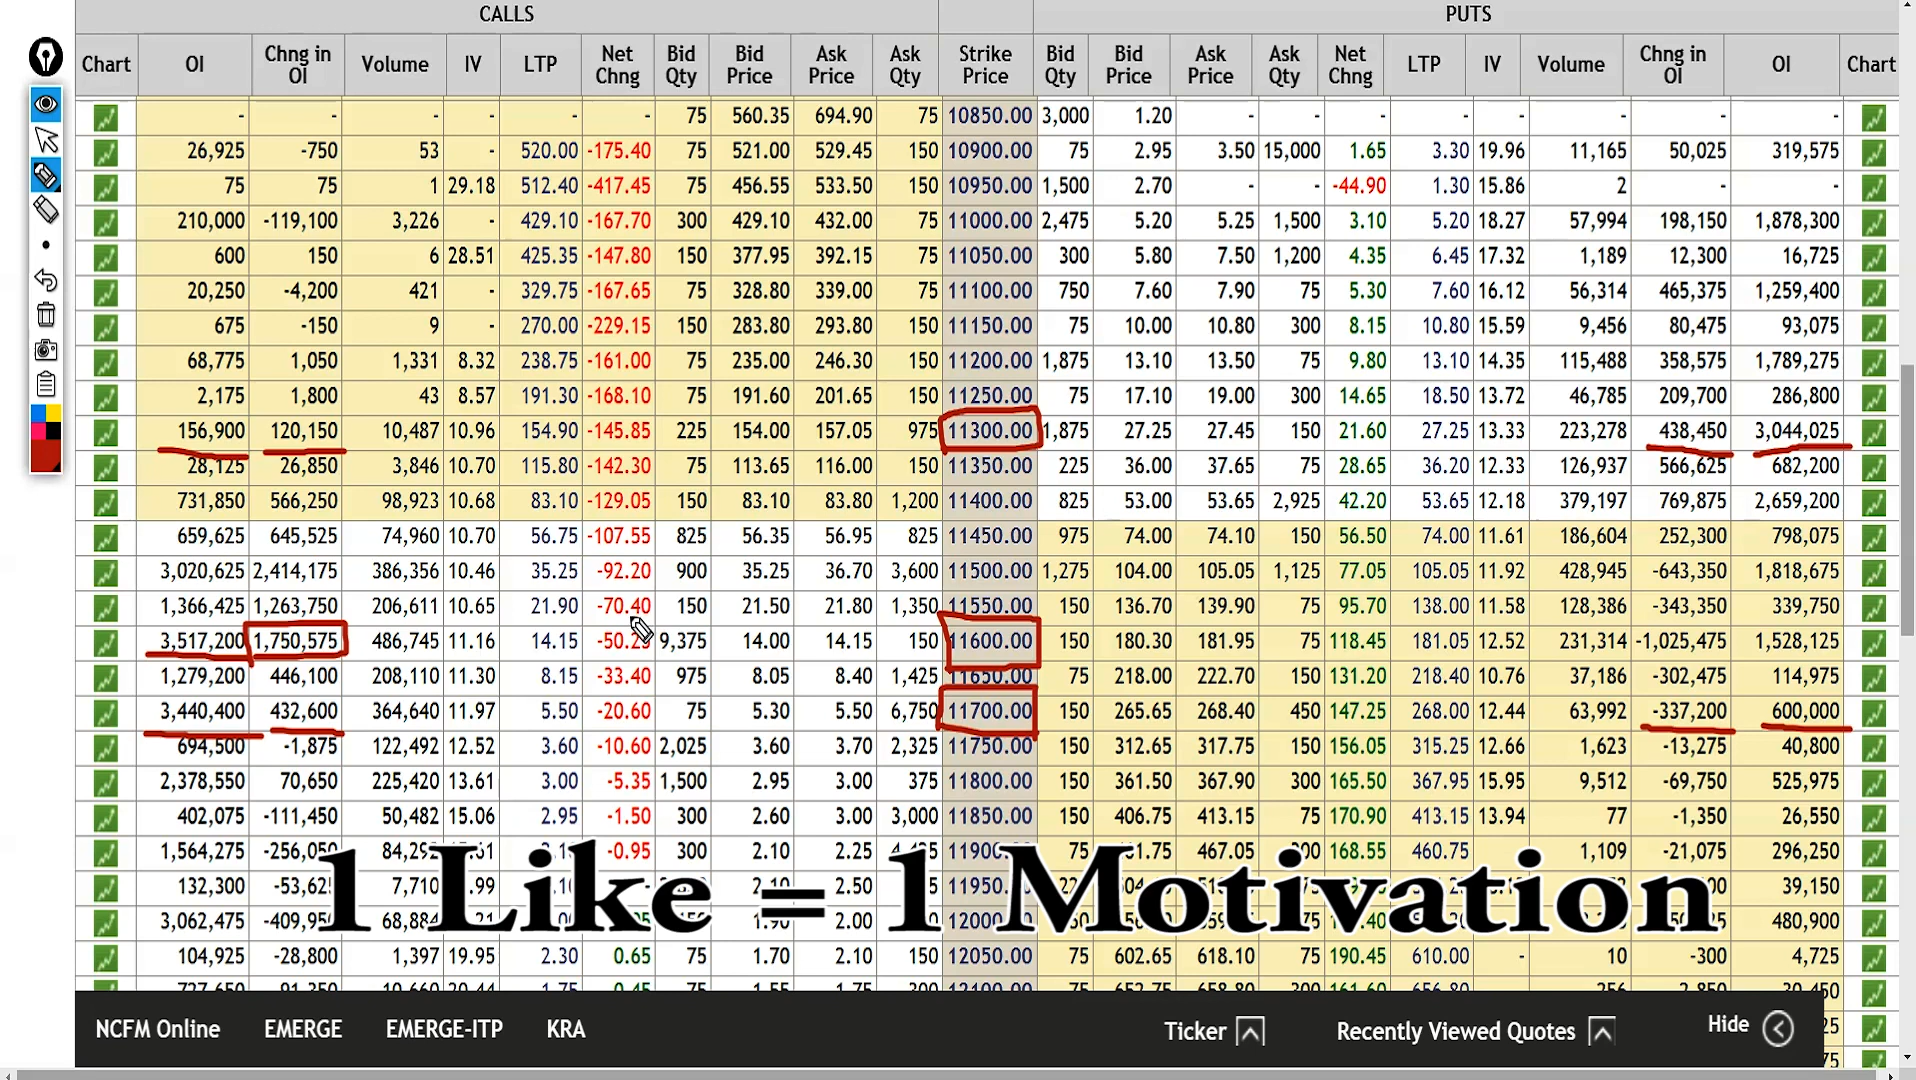 CALLS PUTS
Chart OI Chng in OI Volume IV LTP Net Chng Bid Qty Bid Price Ask Price Ask Qty Strike Price Bid Qty Bid Price Ask Price Ask Qty Net Chng LTP IV Volume Chng in OI OI Chart
- - - - - - 75 560.35 694.90 75 10850.00 3,000 1.20 - - - - - - - -
26,925 -750 53 - 520.00 -175.40 75 521.00 529.45 150 10900.00 75 2.95 3.50 15,000 1.65 3.30 19.96 11,165 50,025 319,575
75 75 1 29.18 512.40 -417.45 75 456.55 533.50 150 10950.00 1,500 2.70 - - -44.90 1.30 15.86 2 - -
210,000 -119,100 3,226 - 429.10 -167.70 300 429.10 432.00 75 11000.00 2,475 5.20 5.25 1,500 3.10 5.20 18.27 57,994 198,150 1,878,300
600 150 6 28.51 425.35 -147.80 150 377.95 392.15 75 11050.00 300 5.80 7.50 1,200 4.35 6.45 17.32 1,189 12,300 16,725
20,250 -4,200 421 - 329.75 -167.65 75 328.80 339.00 75 11100.00 750 7.60 7.90 75 5.30 7.60 16.12 56,314 465,375 1,259,400
675 -150 9 - 270.00 -229.15 150 283.80 293.80 150 11150.00 75 10.00 10.80 300 8.15 10.80 15.59 9,456 80,475 93,075
68,775 1,050 1,331 8.32 238.75 -161.00 75 235.00 246.30 150 11200.00 1,875 13.10 13.50 75 9.80 13.10 14.35 115,488 358,575 1,789,275
2,175 1,800 43 8.57 191.30 -168.10 75 191.60 201.65 150 11250.00 75 17.10 19.00 300 14.65 18.50 13.72 46,785 209,700 286,800
156,900 120,150 10,487 10.96 154.90 -145.85 225 154.00 157.05 975 11300.00 1,875 27.25 27.45 150 21.60 27.25 13.33 223,278 438,450 3,044,025
28,125 26,850 3,846 10.70 115.80 -142.30 75 113.65 116.00 150 11350.00 225 36.00 37.65 75 28.65 36.20 12.33 126,937 566,625 682,200
731,850 566,250 98,923 10.68 83.10 -129.05 150 83.10 83.80 1,200 11400.00 825 53.00 53.65 2,925 42.20 53.65 12.18 379,197 769,875 2,659,200
659,625 645,525 74,960 10.70 56.75 -107.55 825 56.35 56.95 825 11450.00 975 74.00 74.10 150 56.50 74.00 11.61 186,604 252,300 798,075
3,020,625 2,414,175 386,356 10.46 35.25 -92.20 900 35.25 36.70 3,600 11500.00 1,275 104.00 105.05 1,125 77.05 105.05 11.92 428,945 -643,350 1,818,675
1,366,425 1,263,750 206,611 10.65 21.90 -70.40 150 21.50 21.80 1,350 11550.00 150 136.70 139.90 75 95.70 138.00 11.58 128,386 -343,350 339,750
3,517,200 1,750,575 486,745 11.16 14.15 9,375 14.00 14.15 150 11600.00 150 180.30 181.95 75 118.45 181.05 12.52 231,314 -1,025,475 1,528,125
1,279,200 446,100 208,110 11.30 8.15 -33.40 975 8.05 8.40 1,425 11650.00 75 218.00 222.70 150 131.20 218.40 10.76 37,186 -302,475 114,975
3,440,400 432,600 364,640 11.97 5.50 -20.60 75 5.30 5.50 6,750 11700.00 150 265.65 268.40 450 147.25 268.00 12.44 63,992 -337,200 600,000
694,500 -1,875 122,492 12.52 3.60 -10.60 2,025 3.60 3.70 2,325 11750.00 150 312.65 317.75 150 156.05 315.25 12.66 1,623 -13,275 40,800
2,378,550 70,650 225,420 13.61 3.00 -5.35 1,500 2.95 3.00 375 11800.00 150 361.50 367.90 300 165.50 367.95 15.95 9,512 -69,750 525,975
402,075 -111,450 50,482 15.06 2.95 -1.50 300 2.60 3.00 3,000 11850.00 150 406.75 413.15 75 170.90 413.15 13.94 77 -1,350 26,550
1,564,275 -256,050 -0.95 300 2.10 2.25 75 467.05 168.55 460.75 1,109 -21,075 296,250
132,300 7,710 2.50 39,150
3,062,475 2.00 480,900
1 Like = 1 Motivation
104,925 -28,800 1,397 19.95 2.30 0.65 75 1.70 2.10 150 12050.00 75 602.65 618.10 75 190.45 610.00 - 10 -300 4,725
NCFM Online EMERGE EMERGE-ITP KRA Ticker Recently Viewed Quotes Hide